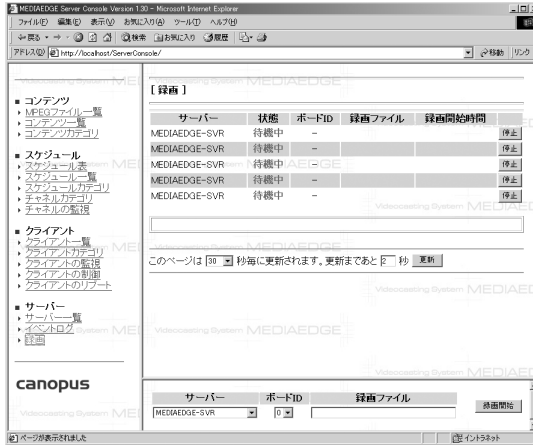 MEDIAEDGE Server Console Version 1.30 - Microsoft Internet Explorer
ファイル(F) 編集(E) 表示(V) お気に入り(A) ツール(T) ヘルプ(H)
戻る 検索 お気に入り 履歴
アドレス(D) http://localhost/ServerConsole/ 移動 リンク
[ 録画 ]
サーバー 状態 ボードID 録画ファイル 録画開始時間
MEDIAEDGE-SVR 待機中 - 停止
MEDIAEDGE-SVR 待機中 - 停止
MEDIAEDGE-SVR 待機中 - 停止
MEDIAEDGE-SVR 待機中 - 停止
MEDIAEDGE-SVR 待機中 - 停止
このページは 30 秒毎に更新されます。更新まであと 2 秒 更新
コンテンツ
MPEGファイル一覧
コンテンツ一覧
コンテンツカテゴリ
スケジュール
スケジュール表
スケジュール一覧
スケジュールカテゴリ
チャネルカテゴリ
チャネルの監視
クライアント
クライアント一覧
クライアントカテゴリ
クライアントの監視
クライアントの制御
クライアントのリブート
サーバー
サーバー一覧
イベントログ
録画
canopus
サーバー ボードID 録画ファイル
MEDIAEDGE-SVR 0 録画開始
Videocasting System MEDIAEDGE
ページが表示されました イントラネット